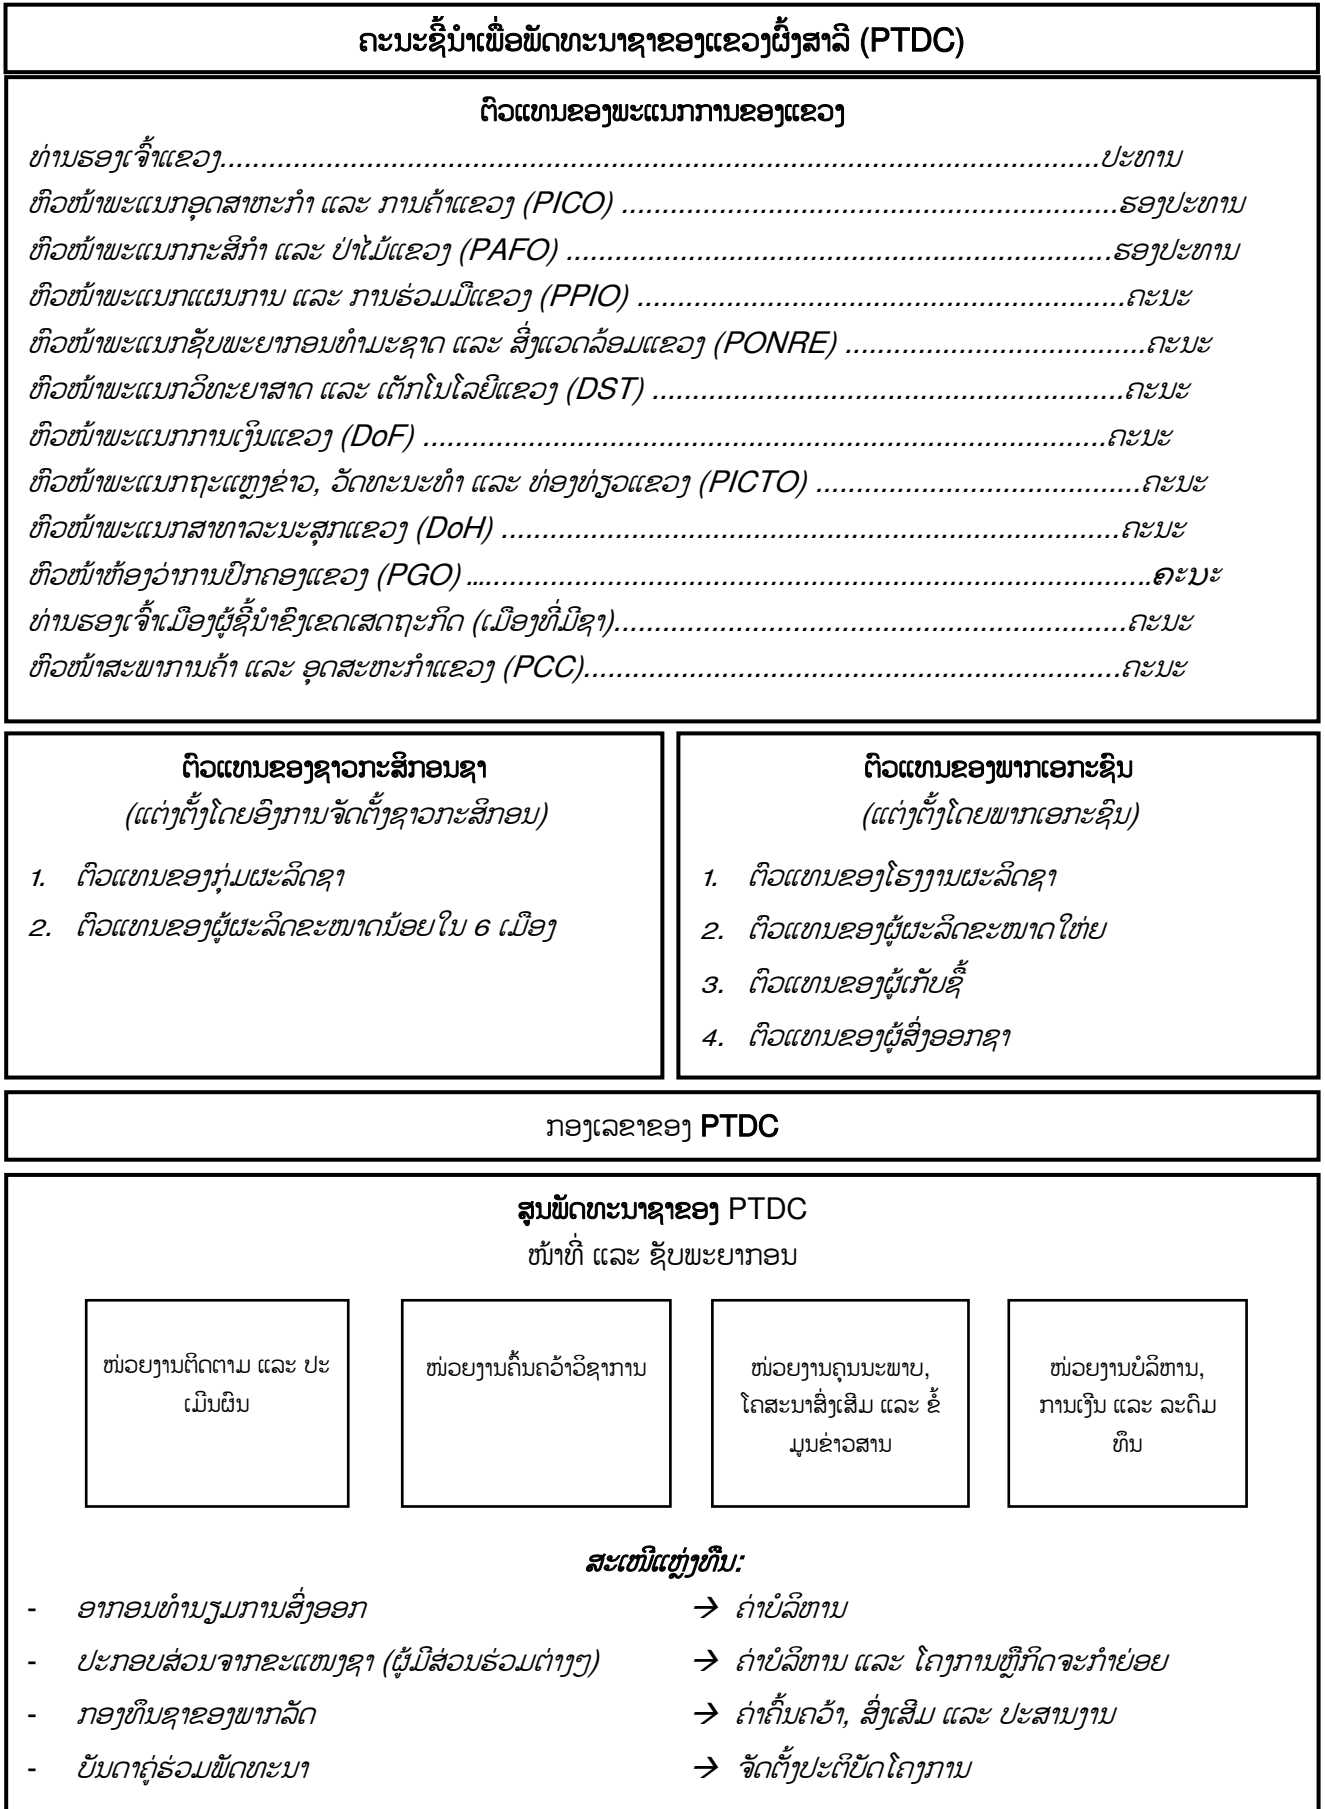 ຄະນະຊີ້ນຳເພື່ອພັດທະນາຊາຂອງແຂວງຜົ້ງສາລີ (PTDC)
ຕົວແທນຂອງພະແນກການຂອງແຂວງ
ທ່ານຮອງເຈົ້າແຂວງ............................................................................................................ປະທານ
ຫົວໜ້າພະແນກອຸດສາຫະກຳ ແລະ ການຄ້າແຂວງ (PICO) .............................................................ຮອງປະທານ
ຫົວໜ້າພະແນກກະສິກຳ ແລະ ປ່າໄມ້ແຂວງ (PAFO) ...................................................................ຮອງປະທານ
ຫົວໜ້າພະແນກແຜນການ ແລະ ການຮ່ວມມືແຂວງ (PPIO) ............................................................ຄະນະ
ຫົວໜ້າພະແນກຊັບພະຍາກອນທຳມະຊາດ ແລະ ສິ່ງແວດລ້ອມແຂວງ (PONRE) .....................................ຄະນະ
ຫົວໜ້າພະແນກວິທະຍາສາດ ແລະ ເຕັກໂນໂລຍີແຂວງ (DST) ..........................................................ຄະນະ
ຫົວໜ້າພະແນກການເງິນແຂວງ (DoF) ....................................................................................ຄະນະ
ຫົວໜ້າພະແນກຖະແຫຼງຂ່າວ, ວັດທະນະທຳ ແລະ ທ່ອງທ່ຽວແຂວງ (PICTO) ........................................ຄະນະ
ຫົວໜ້າພະແນກສາທາລະນະສຸກແຂວງ (DoH) ............................................................................ຄະນະ
ຫົວໜ້າຫ້ອງວ່າການປົກຄອງແຂວງ (PGO) ..................................................................................ຄະນະ
ທ່ານຮອງເຈົ້າເມືອງຜູ້ຊີ້ນຳຂົງເຂດເສດຖະກິດ (ເມືອງທີ່ມີຊາ)...............................................................ຄະນະ
ຫົວໜ້າສະພາການຄ້າ ແລະ ອຸດສະຫະກຳແຂວງ (PCC)..................................................................ຄະນະ
ຕົວແທນຂອງຊາວກະສິກອນຊາ
(ແຕ່ງຕັ້ງໂດຍອົງການຈັດຕັ້ງຊາວກະສິກອນ)
1. ຕົວແທນຂອງກຸ່ມຜະລິດຊາ
2. ຕົວແທນຂອງຜູ້ຜະລິດຂະໜາດນ້ອຍໃນ 6 ເມືອງ
ຕົວແທນຂອງພາກເອກະຊົນ
(ແຕ່ງຕັ້ງໂດຍພາກເອກະຊົນ)
1. ຕົວແທນຂອງໂຮງງານຜະລິດຊາ
2. ຕົວແທນຂອງຜູ້ຜະລິດຂະໜາດໃຫ່ຍ
3. ຕົວແທນຂອງຜູ້ເກັບຊື້
4. ຕົວແທນຂອງຜູ້ສົ່ງອອກຊາ
ກອງເລຂາຂອງ PTDC
ສູນພັດທະນາຊາຂອງ PTDC
ໜ້າທີ່ ແລະ ຊັບພະຍາກອນ
ໜ່ວຍງານຕິດຕາມ ແລະ ປະ
ເມີນຜົນ
ໜ່ວຍງານຄົ້ນຄວ້າວິຊາການ
ໜ່ວຍງານຄຸນນະພາບ,
ໂຄສະນາສົ່ງເສີມ ແລະ ຂໍ້
ມູນຂ່າວສານ
ໜ່ວຍງານບໍລິຫານ,
ການເງິນ ແລະ ລະດົມ
ທຶນ
ສະເໜີແຫຼ່ງທຶນ:
- ອາກອນທຳນຽມການສົ່ງອອກ → ຄ່າບໍລິຫານ
- ປະກອບສ່ວນຈາກຂະແໜງຊາ (ຜູ້ມີສ່ວນຮ່ວມຕ່າງໆ) → ຄ່າບໍລິຫານ ແລະ ໂຄງການຫຼືກິດຈະກຳຍ່ອຍ
- ກອງທຶນຊາຂອງພາກລັດ → ຄ່າຄົ້ນຄວ້າ, ສົ່ງເສີມ ແລະ ປະສານງານ
- ບັນດາຄູ່ຮ່ວມພັດທະນາ → ຈັດຕັ້ງປະຕິບັດໂຄງການ